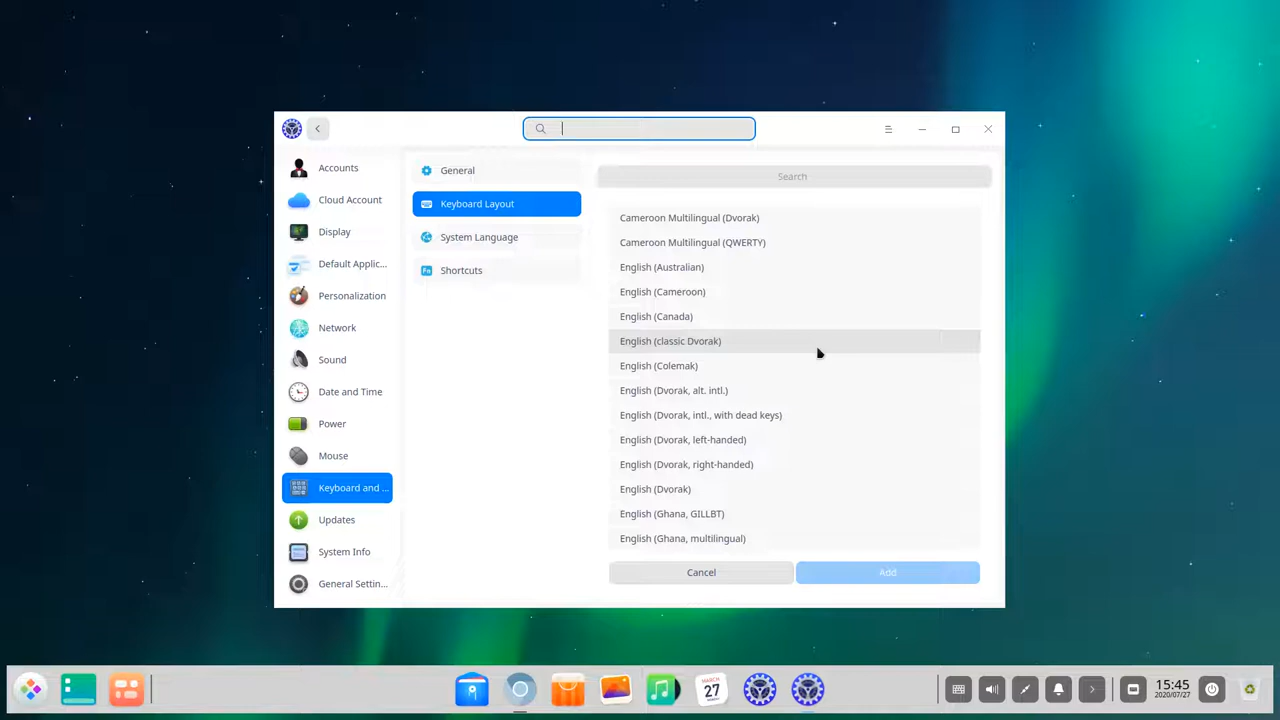 Accounts
Cloud Account
Display
Default Applic...
Personalization
Network
Sound
Date and Time
Power
Mouse
Keyboard and ...
Updates
System Info
General Settin...
General
Keyboard Layout
System Language
Fn Shortcuts
Search
Cameroon Multilingual (Dvorak)
Cameroon Multilingual (QWERTY)
English (Australian)
English (Cameroon)
English (Canada)
English (classic Dvorak)
English (Colemak)
English (Dvorak, alt. intl.)
English (Dvorak, intl., with dead keys)
English (Dvorak, left-handed)
English (Dvorak, right-handed)
English (Dvorak)
English (Ghana, GILLBT)
English (Ghana, multilingual)
Cancel
Add
MARCH
27
15:45
2020/07/27